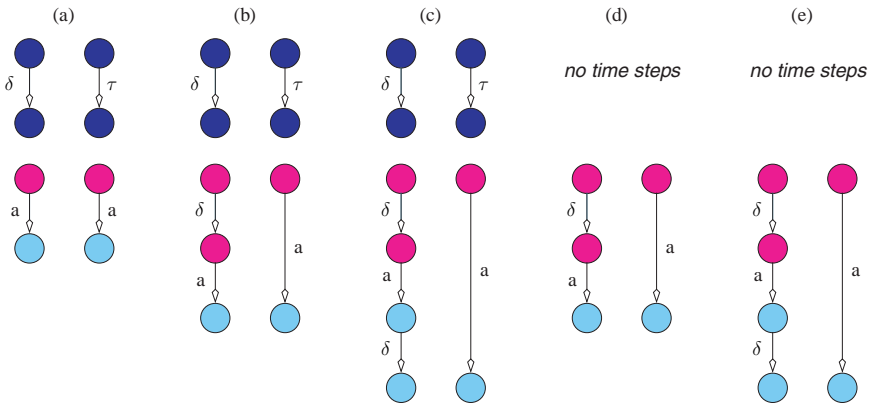 (a) (b) (c) (d) (e)
δ τ δ τ δ τ no time steps no time steps
a a δ δ δ δ
a a a a a a a a
δ δ